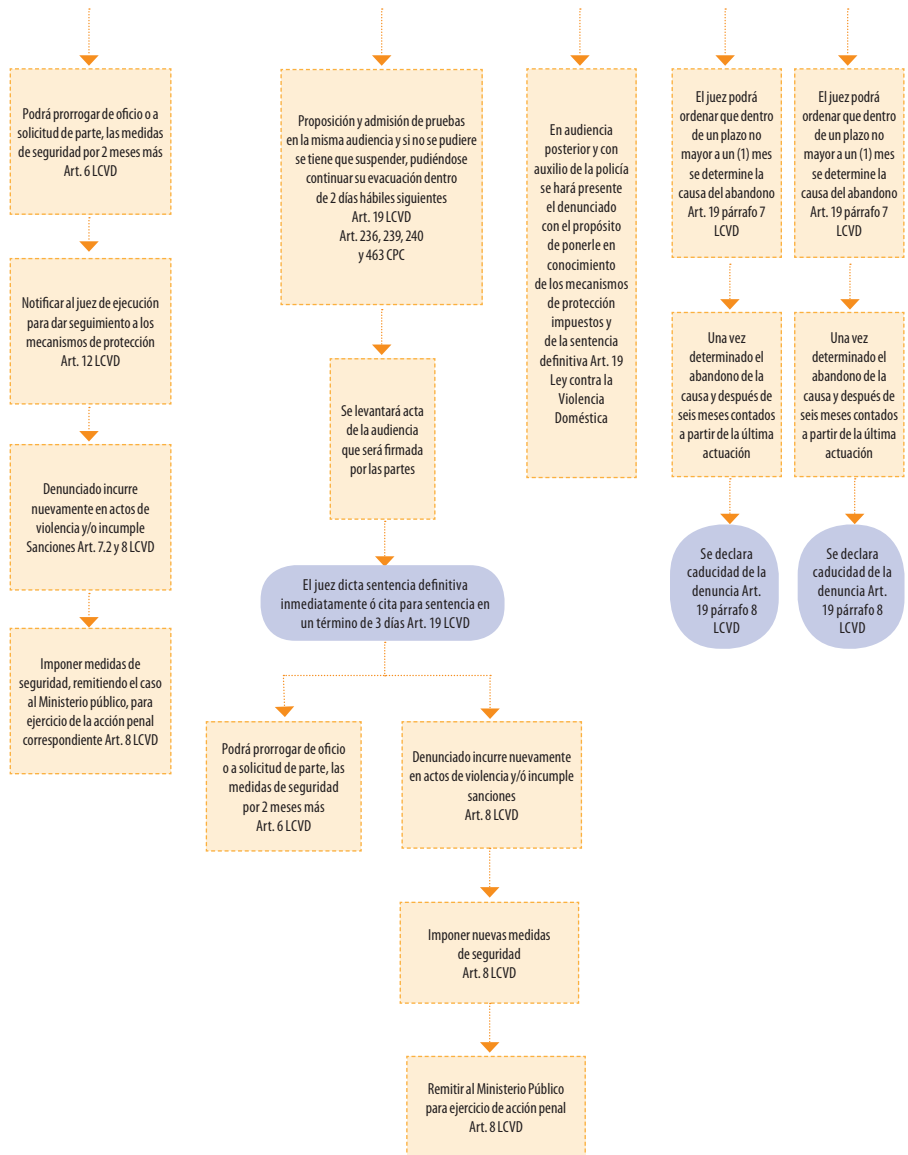 Podrá prorrogar de oficio o a
solicitud de parte, las medidas
de seguridad por 2 meses más
Art. 6 LCVD
Notificar al juez de ejecución
para dar seguimiento a los
mecanismos de protección
Art. 12 LCVD
Denunciado incurre
nuevamente en actos de
violencia y/o incumple
Sanciones Art. 7.2 y 8 LCVD
Imponer medidas de
seguridad, remitiendo el caso
al Ministerio público, para
ejercicio de la acción penal
correspondiente Art. 8 LCVD
Proposición y admisión de pruebas
en la misma audiencia y si no se pudiere
se tiene que suspender, pudiéndose
continuar su evacuación dentro
de 2 días hábiles siguientes
Art. 19 LCVD
Art. 236, 239, 240
y 463 CPC
Se levantará acta
de la audiencia
que será firmada
por las partes
El juez dicta sentencia definitiva
inmediatamente ó cita para sentencia en
un término de 3 días Art. 19 LCVD
Podrá prorrogar de oficio
o a solicitud de parte, las
medidas de seguridad
por 2 meses más
Art. 6 LCVD
Denunciado incurre nuevamente
en actos de violencia y/ó incumple
sanciones
Art. 8 LCVD
Imponer nuevas medidas
de seguridad
Art. 8 LCVD
Remitir al Ministerio Público
para ejercicio de acción penal
Art. 8 LCVD
En audiencia
posterior y con
auxilio de la policía
se hará presente
el denunciado
con el propósito
de ponerle en
conocimiento
de los mecanismos
de protección
impuestos y
de la sentencia
definitiva Art. 19
Ley contra la
Violencia
Doméstica
El juez podrá
ordenar que dentro
de un plazo no
mayor a un (1) mes
se determine la
causa del abandono
Art. 19 párrafo 7
LCVD
Una vez
determinado el
abandono de la
causa y después de
seis meses contados
a partir de la última
actuación
Se declara
caducidad de la
denuncia Art.
19 párrafo 8
LCVD
El juez podrá
ordenar que dentro
de un plazo no
mayor a un (1) mes
se determine la
causa del abandono
Art. 19 párrafo 7
LCVD
Una vez
determinado el
abandono de la
causa y después de
seis meses contados
a partir de la última
actuación
Se declara
caducidad de la
denuncia Art.
19 párrafo 8
LCVD